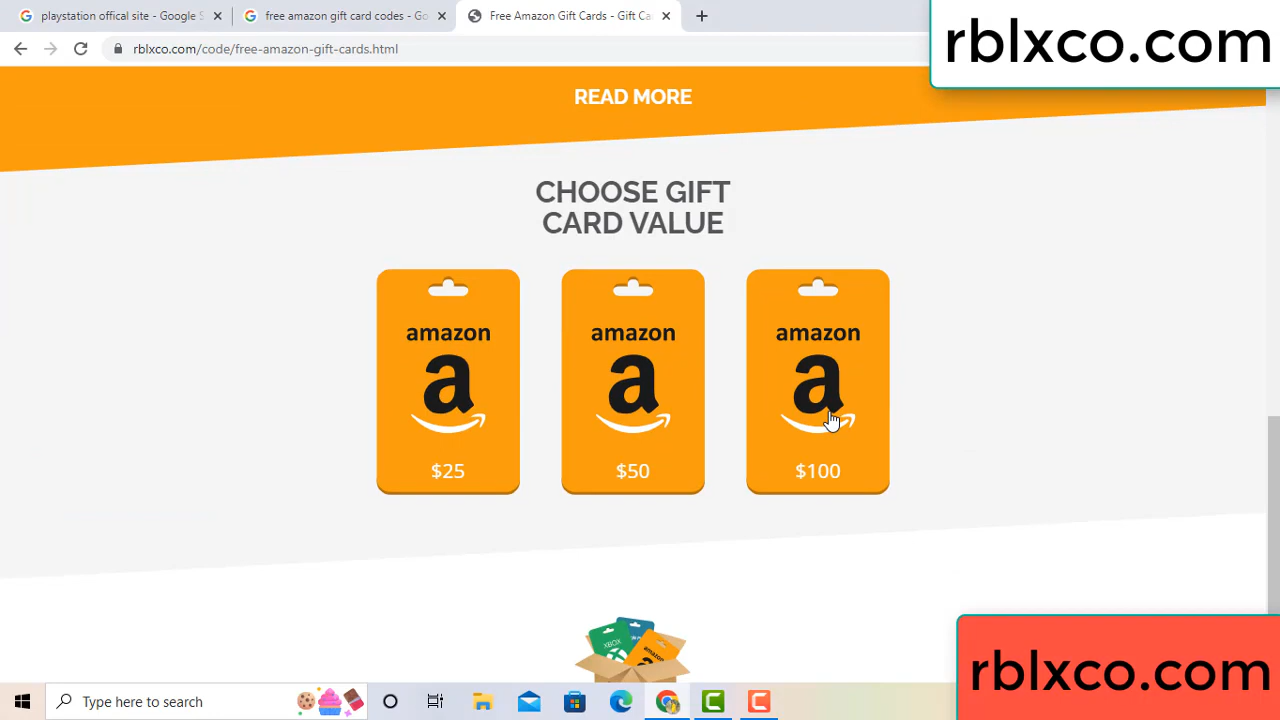 playstation offical site - Google S
free amazon gift card codes - Go
Free Amazon Gift Cards - Gift Ca
rblxco.com/code/free-amazon-gift-cards.html
rblxco.com
READ MORE
CHOOSE GIFT
CARD VALUE
amazon
a
$25
amazon
a
$50
amazon
a
$100
XBOX
rblxco.com
Type here to search